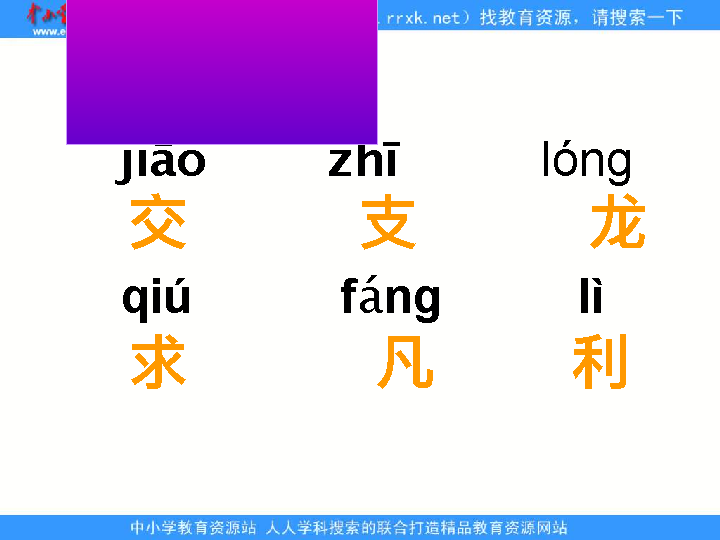 .rrxk.net）找教育资源，请搜索一下
www.e
jiāo zhī lóng
交 支 龙
qiú fáng lì
求 凡 利
中小学教育资源站 人人学科搜索的联合打造精品教育资源网站